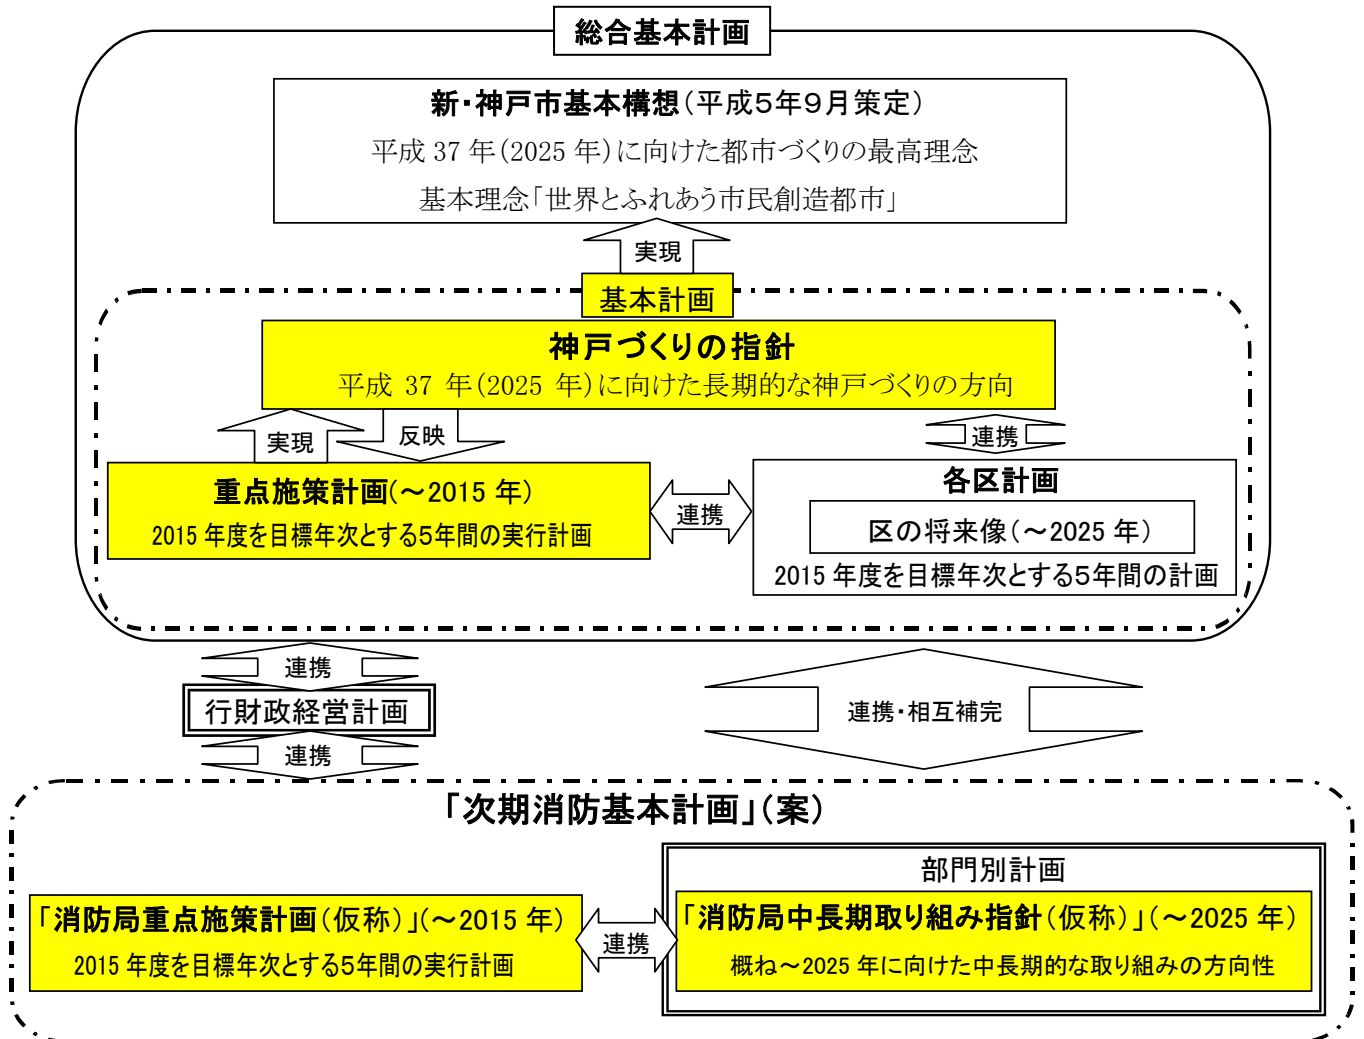 総合基本計画
新・神戸市基本構想(平成5年9月策定)
平成 37 年(2025 年)に向けた都市づくりの最高理念
基本理念「世界とふれあう市民創造都市」
実現
基本計画
神戸づくりの指針
平成 37 年(2025 年)に向けた長期的な神戸づくりの方向
実現
反映
連携
重点施策計画(～2015 年)
2015 年度を目標年次とする5年間の実行計画
連携
各区計画
区の将来像(～2025 年)
2015 年度を目標年次とする5年間の計画
連携
行財政経営計画
連携
連携・相互補完
「次期消防基本計画」(案)
部門別計画
「消防局重点施策計画(仮称)」(～2015 年)
2015 年度を目標年次とする5年間の実行計画
連携
「消防局中長期取り組み指針(仮称)」(～2025 年)
概ね～2025 年に向けた中長期的な取り組みの方向性